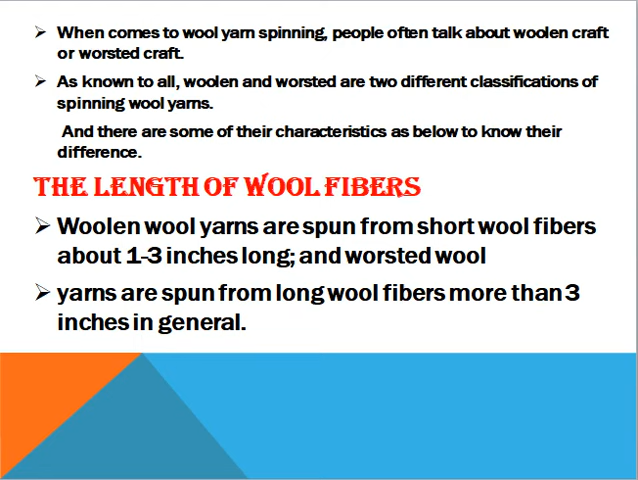 When comes to wool yarn spinning, people often talk about woolen craft
or worsted craft.
As known to all, woolen and worsted are two different classifications of
spinning wool yarns.
And there are some of their characteristics as below to know their
difference.
THE LENGTH OF WOOL FIBERS
Woolen wool yarns are spun from short wool fibers
about 1-3 inches long; and worsted wool
yarns are spun from long wool fibers more than 3
inches in general.